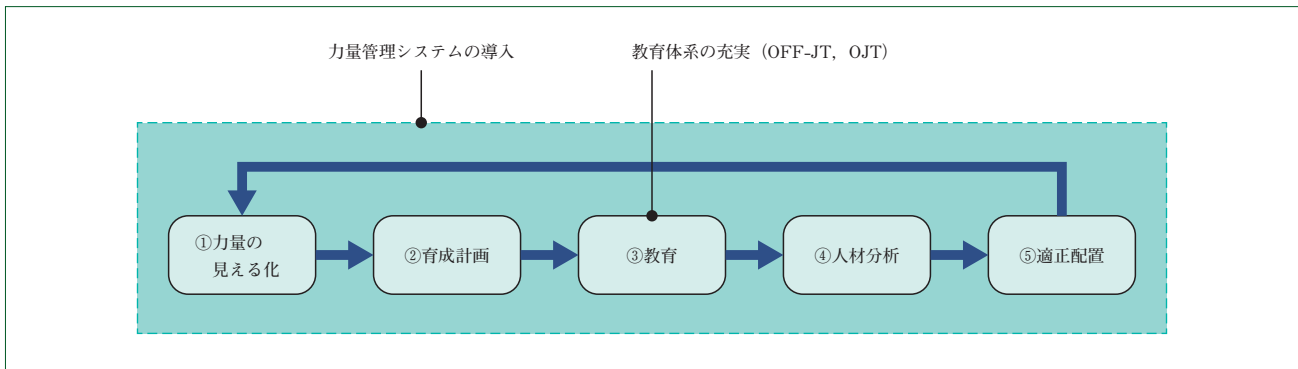 力量管理システムの導入
教育体系の充実（OFF-JT，OJT）
①力量の
見える化
②育成計画
③教育
④人材分析
⑤適正配置